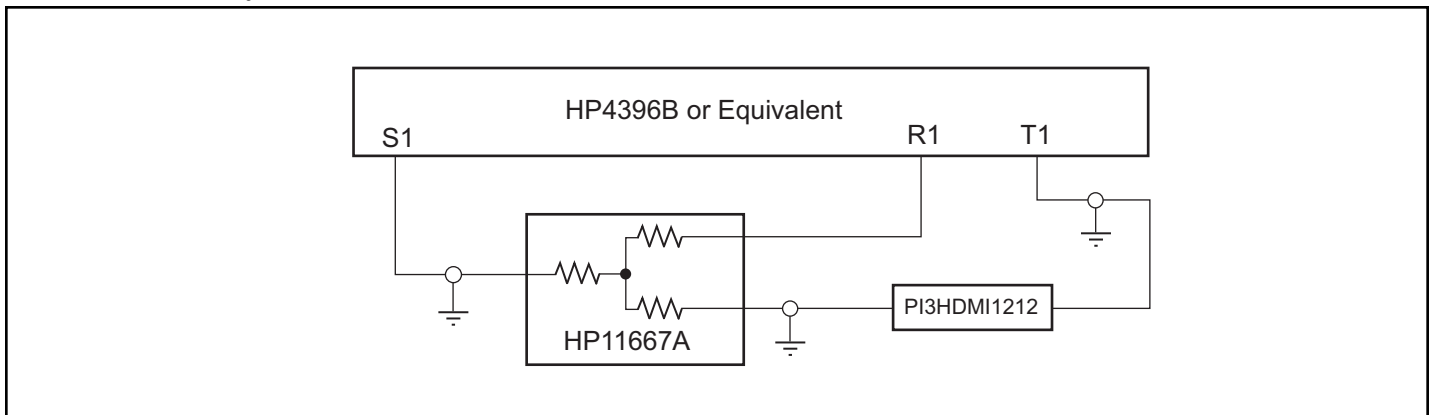 HP4396B or Equivalent
S1
R1
T1
PI3HDMI1212
HP11667A